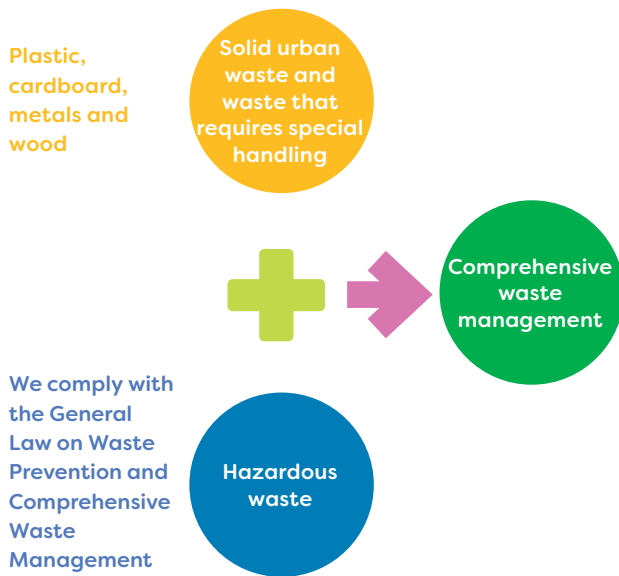 Plastic,
cardboard,
metals and
wood
Solid urban
waste and
waste that
requires special
handling
Comprehensive
waste
management
We comply with
the General
Law on Waste
Prevention and
Comprehensive
Waste
Management
Hazardous
waste